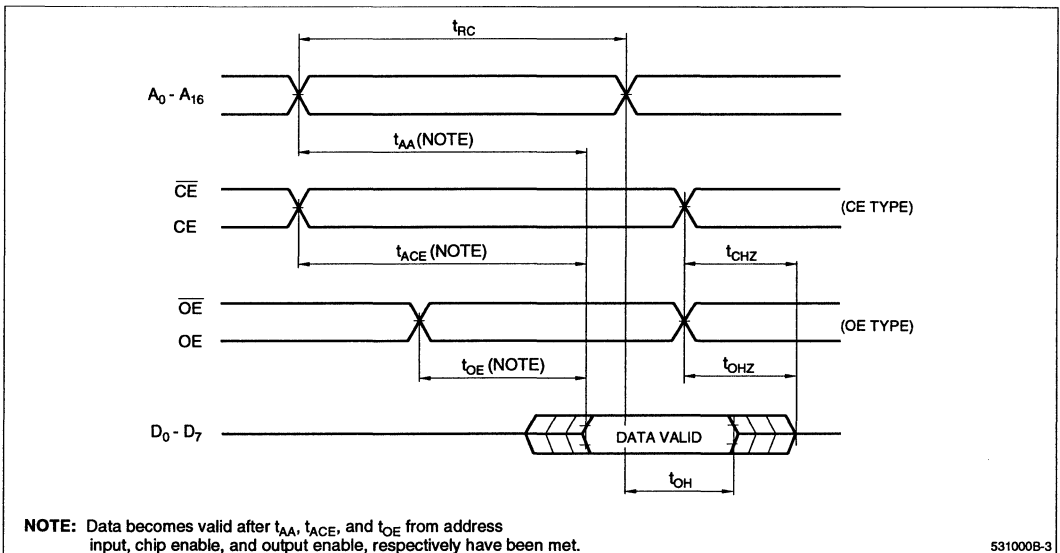 tRC
A0 - A16
tAA (NOTE)
CE
CE
(CE TYPE)
tACE (NOTE)
tCHZ
OE
OE
(OE TYPE)
tOE (NOTE)
tOHZ
D0 - D7
DATA VALID
tOH
NOTE: Data becomes valid after tAA, tACE, and tOE from address
input, chip enable, and output enable, respectively have been met.
531000B-3